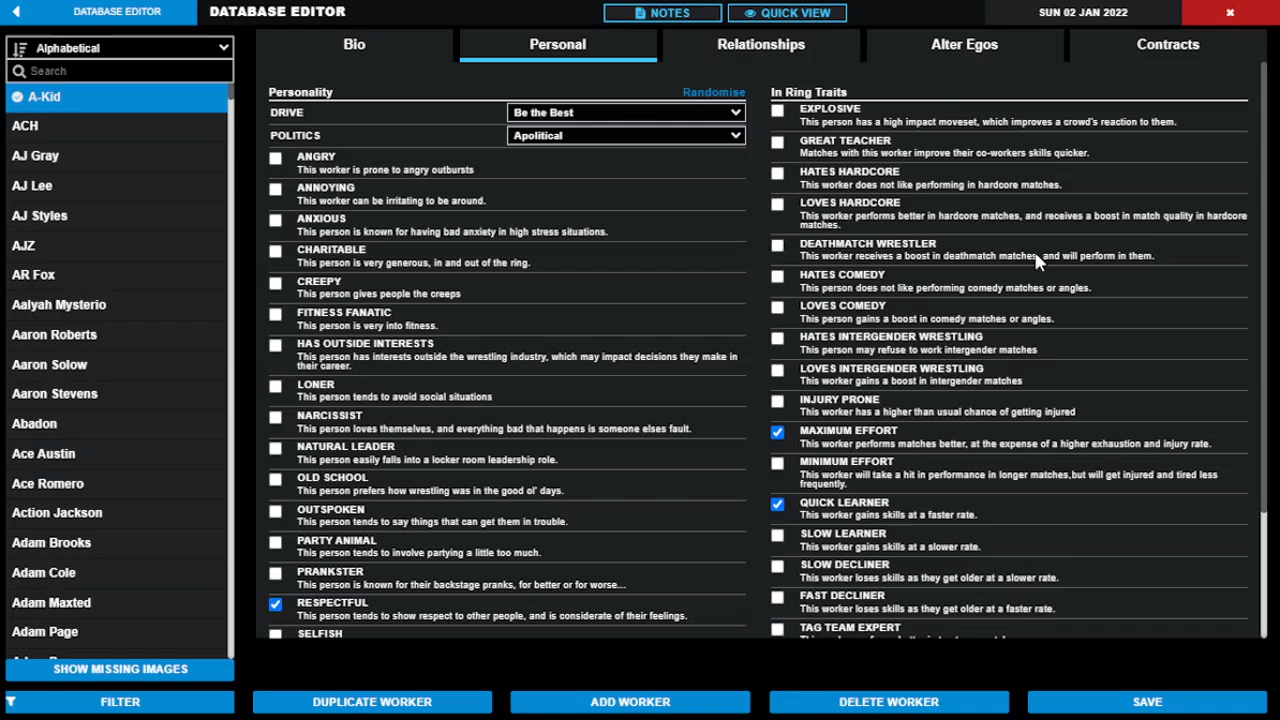 DATABASE EDITOR
DATABASE EDITOR
NOTES
QUICK VIEW
SUN 02 JAN 2022
Alphabetical
Search
A-Kid
ACH
AJ Gray
AJ Lee
AJ Styles
AJZ
AR Fox
Aalyah Mysterio
Aaron Roberts
Aaron Solow
Aaron Stevens
Abadon
Ace Austin
Ace Romero
Action Jackson
Adam Brooks
Adam Cole
Adam Maxted
Adam Page
SHOW MISSING IMAGES
Bio
Personal
Relationships
Alter Egos
Contracts
Personality
Randomise
DRIVE
Be the Best
POLITICS
Apolitical
ANGRY
This worker is prone to angry outbursts
ANNOYING
This worker can be irritating to be around.
ANXIOUS
This person is known for having bad anxiety in high stress situations.
CHARITABLE
This person is very generous, in and out of the ring.
CREEPY
This person gives people the creeps
FITNESS FANATIC
This person is very into fitness.
HAS OUTSIDE INTERESTS
This person has interests outside the wrestling industry, which may impact decisions they make in
their career.
LONER
This person tends to avoid social situations
NARCISSIST
This person loves themselves, and everything bad that happens is someone elses fault.
NATURAL LEADER
This person easily falls into a locker room leadership role.
OLD SCHOOL
This person prefers how wrestling was in the good ol' days.
OUTSPOKEN
This person tends to say things that can get them in trouble.
PARTY ANIMAL
This person tends to involve partying a little too much.
PRANKSTER
This person is known for their backstage pranks, for better or for worse...
RESPECTFUL
This person tends to show respect to other people, and is considerate of their feelings.
SELFISH
In Ring Traits
EXPLOSIVE
This person has a high impact moveset, which improves a crowd's reaction to them.
GREAT TEACHER
Matches with this worker improve their co-workers skills quicker.
HATES HARDCORE
This worker does not like performing in hardcore matches.
LOVES HARDCORE
This worker performs better in hardcore matches, and receives a boost in match quality in hardcore
matches.
DEATHMATCH WRESTLER
This worker receives a boost in deathmatch matches, and will perform in them.
HATES COMEDY
This person does not like performing comedy matches or angles.
LOVES COMEDY
This person gains a boost in comedy matches or angles.
HATES INTERGENDER WRESTLING
This person may refuse to work intergender matches
LOVES INTERGENDER WRESTLING
This worker gains a boost in intergender matches
INJURY PRONE
This worker has a higher than usual chance of getting injured
MAXIMUM EFFORT
This worker performs matches better, at the expense of a higher exhaustion and injury rate.
MINIMUM EFFORT
This worker will take a hit in performance in longer matches,but will get injured and tired less
frequently.
QUICK LEARNER
This worker gains skills at a faster rate.
SLOW LEARNER
This worker gains skills at a slower rate.
SLOW DECLINER
This worker loses skills as they get older at a slower rate.
FAST DECLINER
This worker loses skills as they get older at a faster rate.
TAG TEAM EXPERT
FILTER
DUPLICATE WORKER
ADD WORKER
DELETE WORKER
SAVE